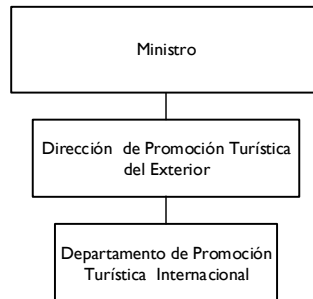 Ministro
Dirección de Promoción Turística
del Exterior
Departamento de Promoción
Turística Internacional